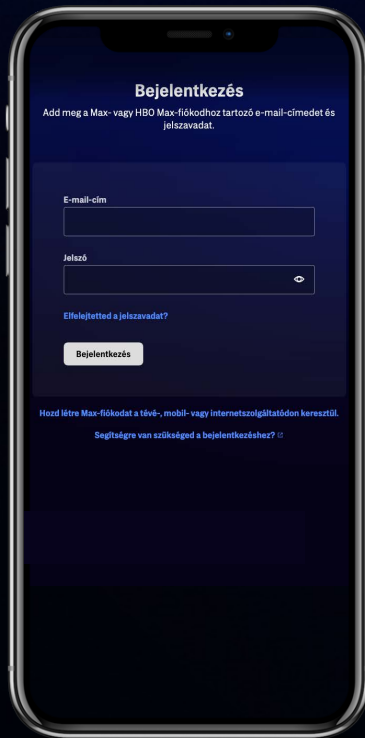 Bejelentkezés
Add meg a Max- vagy HBO Max-fiókodhoz tartozó e-mail-címedet és
jelszavadat.
E-mail-cím
Jelszó
Elfelejtetted a jelszavadat?
Bejelentkezés
Hozd létre Max-fiókodat a tévé-, mobil- vagy internetszolgáltatódon keresztül.
Segítségre van szükséged a bejelentkezéshez?